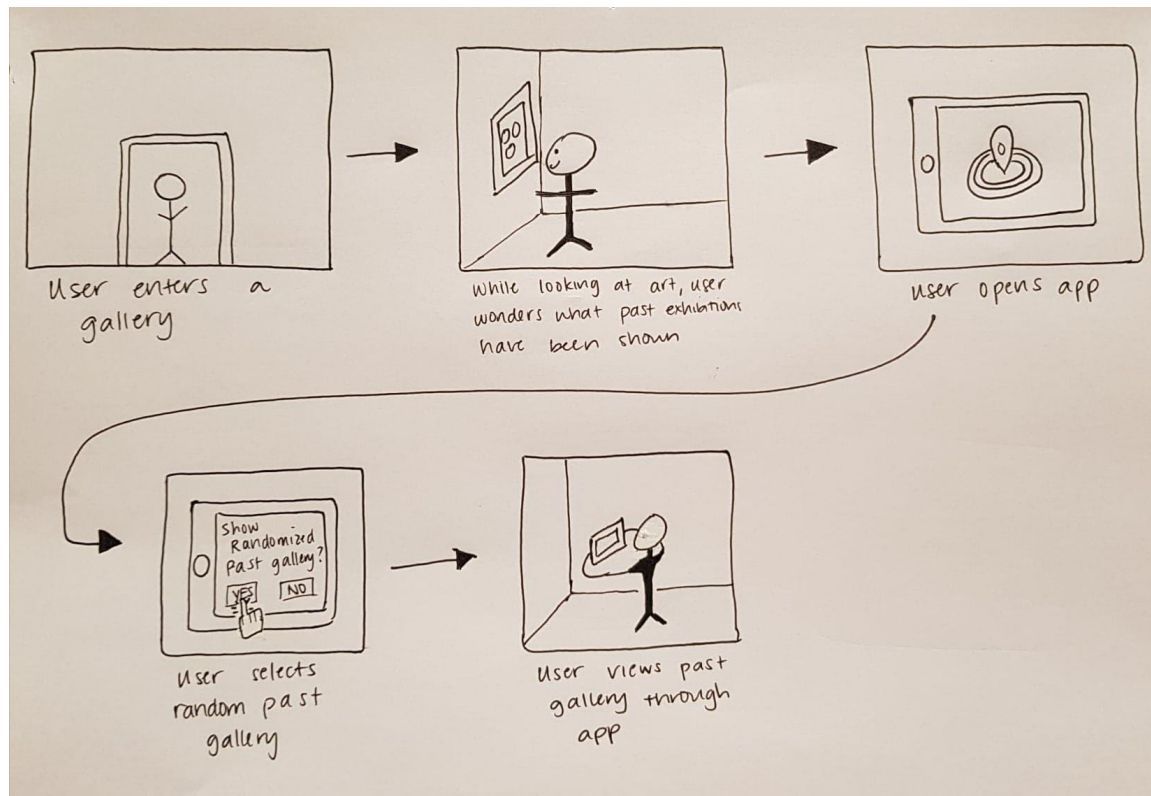 User enters a
gallery
While looking at art, user
wonders what past exhibitions
have been shown
user opens app
Show
Randomized
past gallery?
YES
NO
User selects
random past
gallery
User views past
gallery through
app